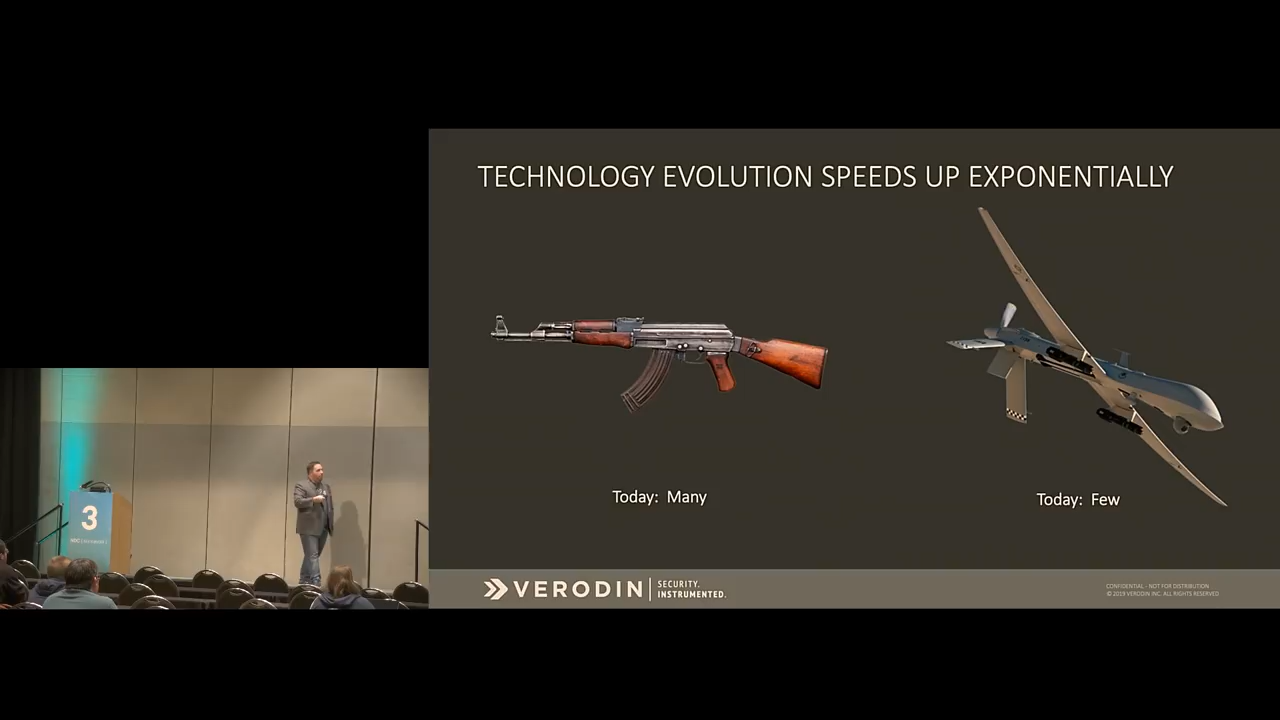 TECHNOLOGY EVOLUTION SPEEDS UP EXPONENTIALLY
Today: Many
Today: Few
VERODIN
SECURITY.
INSTRUMENTED.
CONFIDENTIAL - NOT FOR DISTRIBUTION
© 2019 VERODIN INC. ALL RIGHTS RESERVED
3